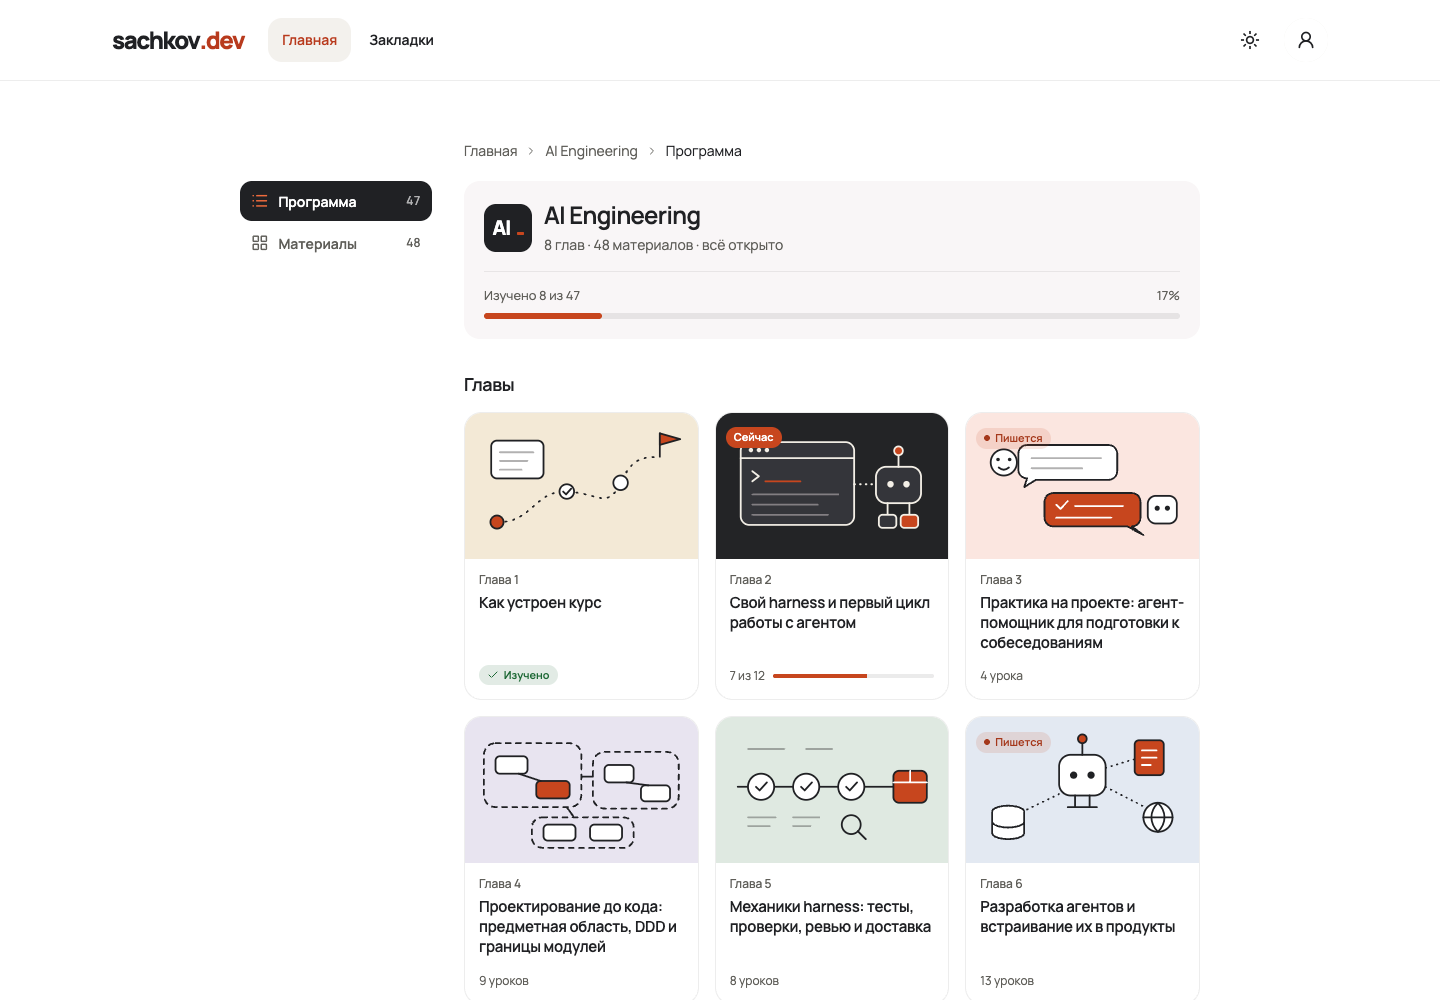 sachkov.dev
Главная
Закладки
Главная > AI Engineering > Программа
Программа 47
Материалы 48
AI _
AI Engineering
8 глав · 48 материалов · всё открыто
Изучено 8 из 47
17%
Главы
Глава 1
Как устроен курс
Изучено
Сейчас
Глава 2
Свой harness и первый цикл
работы с агентом
7 из 12
Пишется
Глава 3
Практика на проекте: агент-
помощник для подготовки к
собеседованиям
4 урока
Глава 4
Проектирование до кода:
предметная область, DDD и
границы модулей
9 уроков
Глава 5
Механики harness: тесты,
проверки, ревью и доставка
8 уроков
Пишется
Глава 6
Разработка агентов и
встраивание их в продукты
13 уроков